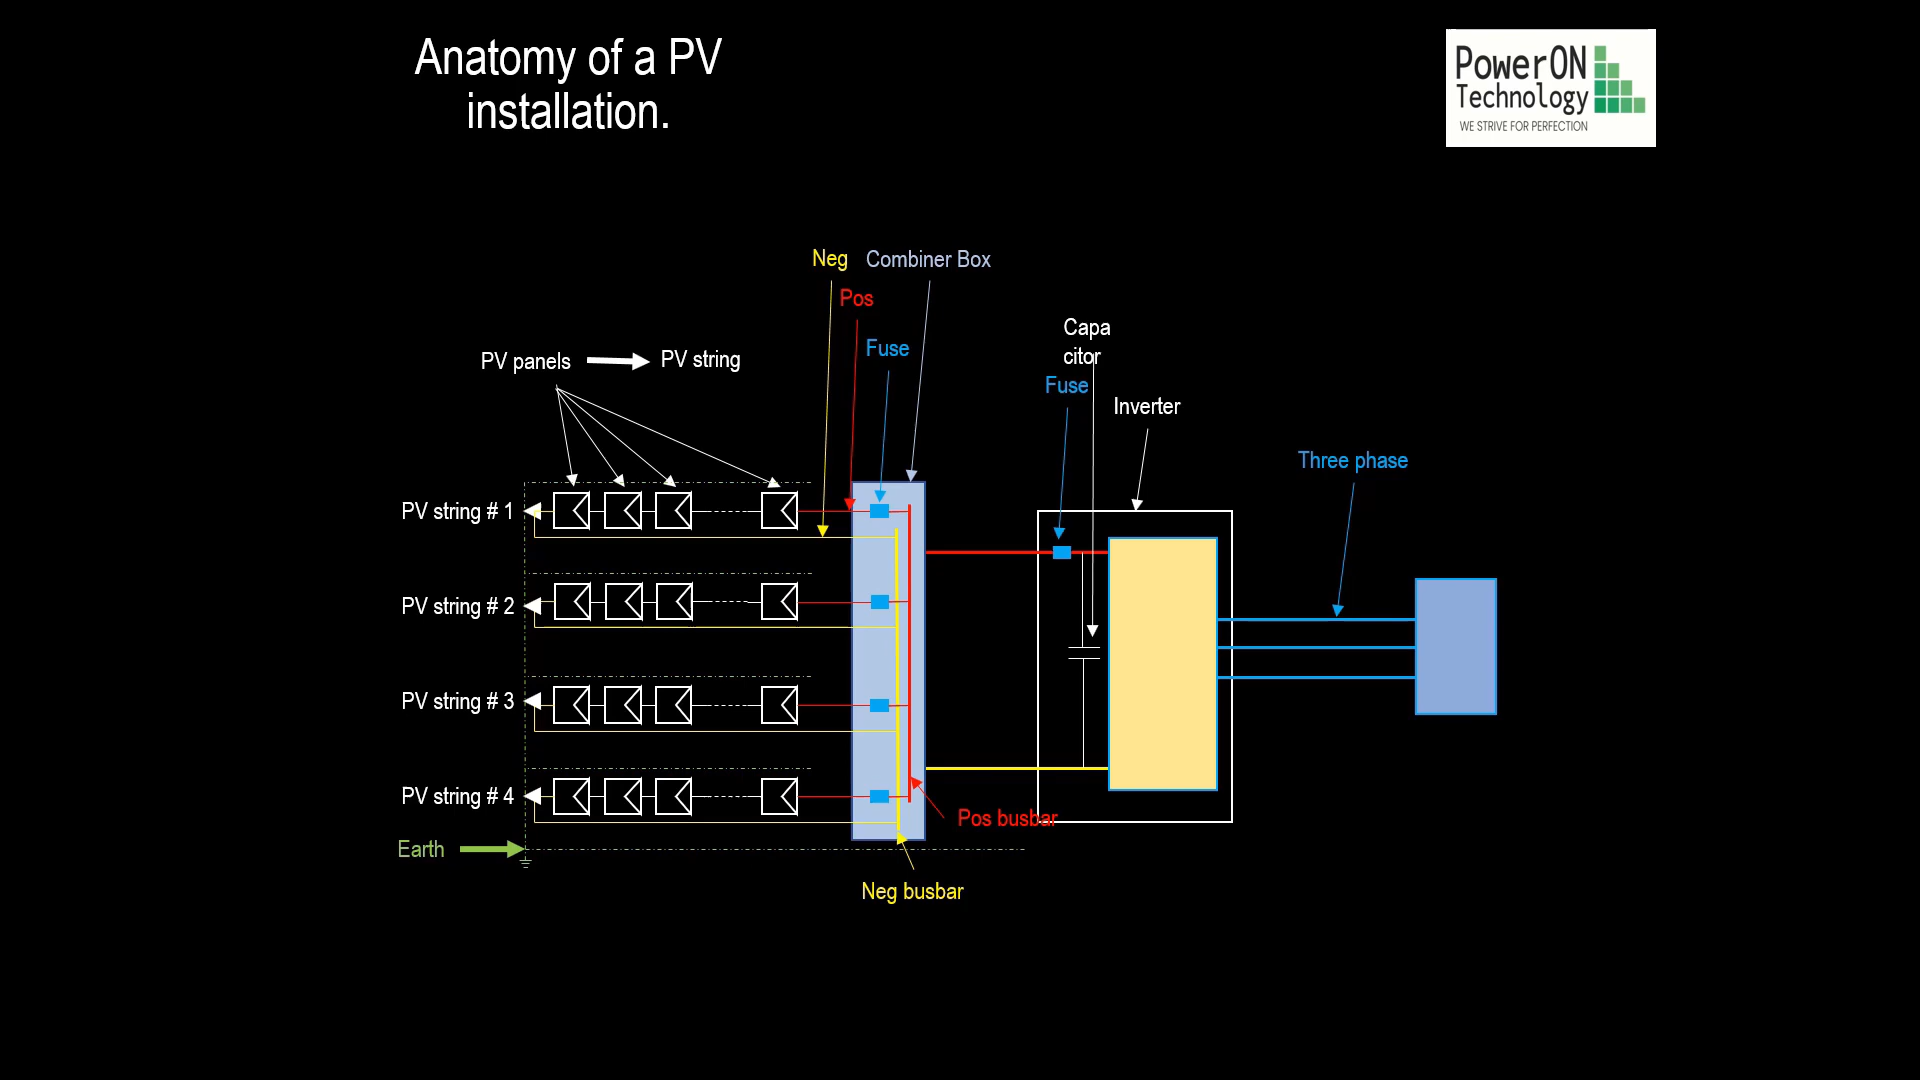 Anatomy of a PV
installation.
PowerON
Technology
WE STRIVE FOR PERFECTION
Neg
Combiner Box
Pos
Capa
citor
Fuse
PV panels
PV string
Fuse
Inverter
Three phase
PV string # 1
PV string # 2
PV string # 3
PV string # 4
Pos busbar
Earth
Neg busbar